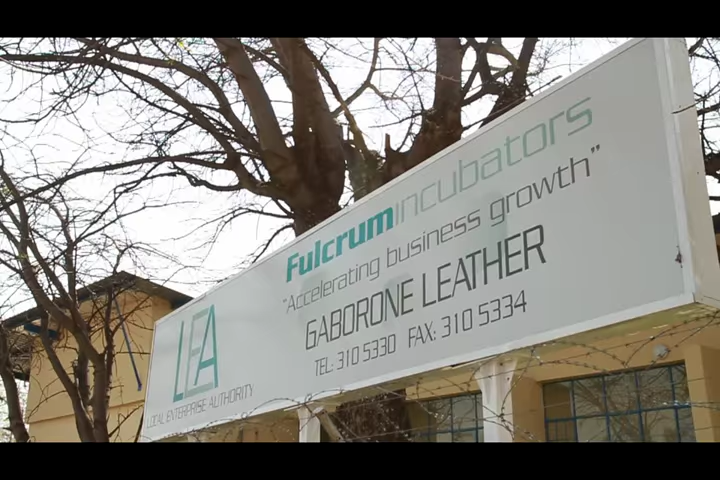 Fulcrumincubators
"Accelerating business growth"
GABORONE LEATHER
TEL: 310 5330 FAX: 310 5334
LEA
LOCAL ENTERPRISE AUTHORITY